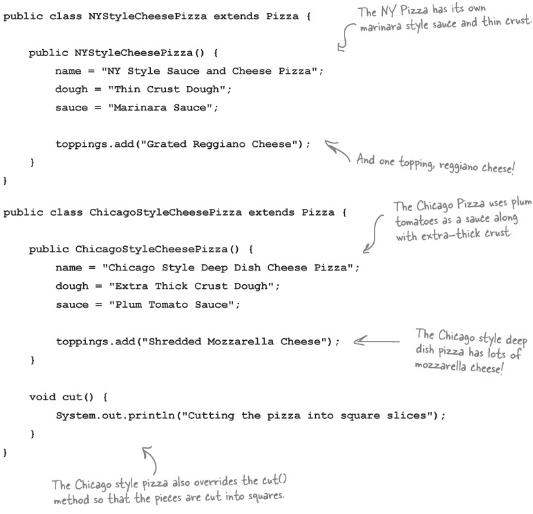 public class NYStyleCheesePizza extends Pizza {
The NY Pizza has its own
marinara style sauce and thin crust.
public NYStyleCheesePizza() {
name = "NY Style Sauce and Cheese Pizza";
dough = "Thin Crust Dough";
sauce = "Marinara Sauce";
toppings.add("Grated Reggiano Cheese");
And one topping, reggiano cheese!
}
}
public class ChicagoStyleCheesePizza extends Pizza {
The Chicago Pizza uses plum
tomatoes as a sauce along
with extra-thick crust.
public ChicagoStyleCheesePizza() {
name = "Chicago Style Deep Dish Cheese Pizza";
dough = "Extra Thick Crust Dough";
sauce = "Plum Tomato Sauce";
toppings.add("Shredded Mozzarella Cheese");
The Chicago style deep
dish pizza has lots of
mozzarella cheese!
}
void cut() {
System.out.println("Cutting the pizza into square slices");
}
}
The Chicago style pizza also overrides the cut()
method so that the pieces are cut into squares.